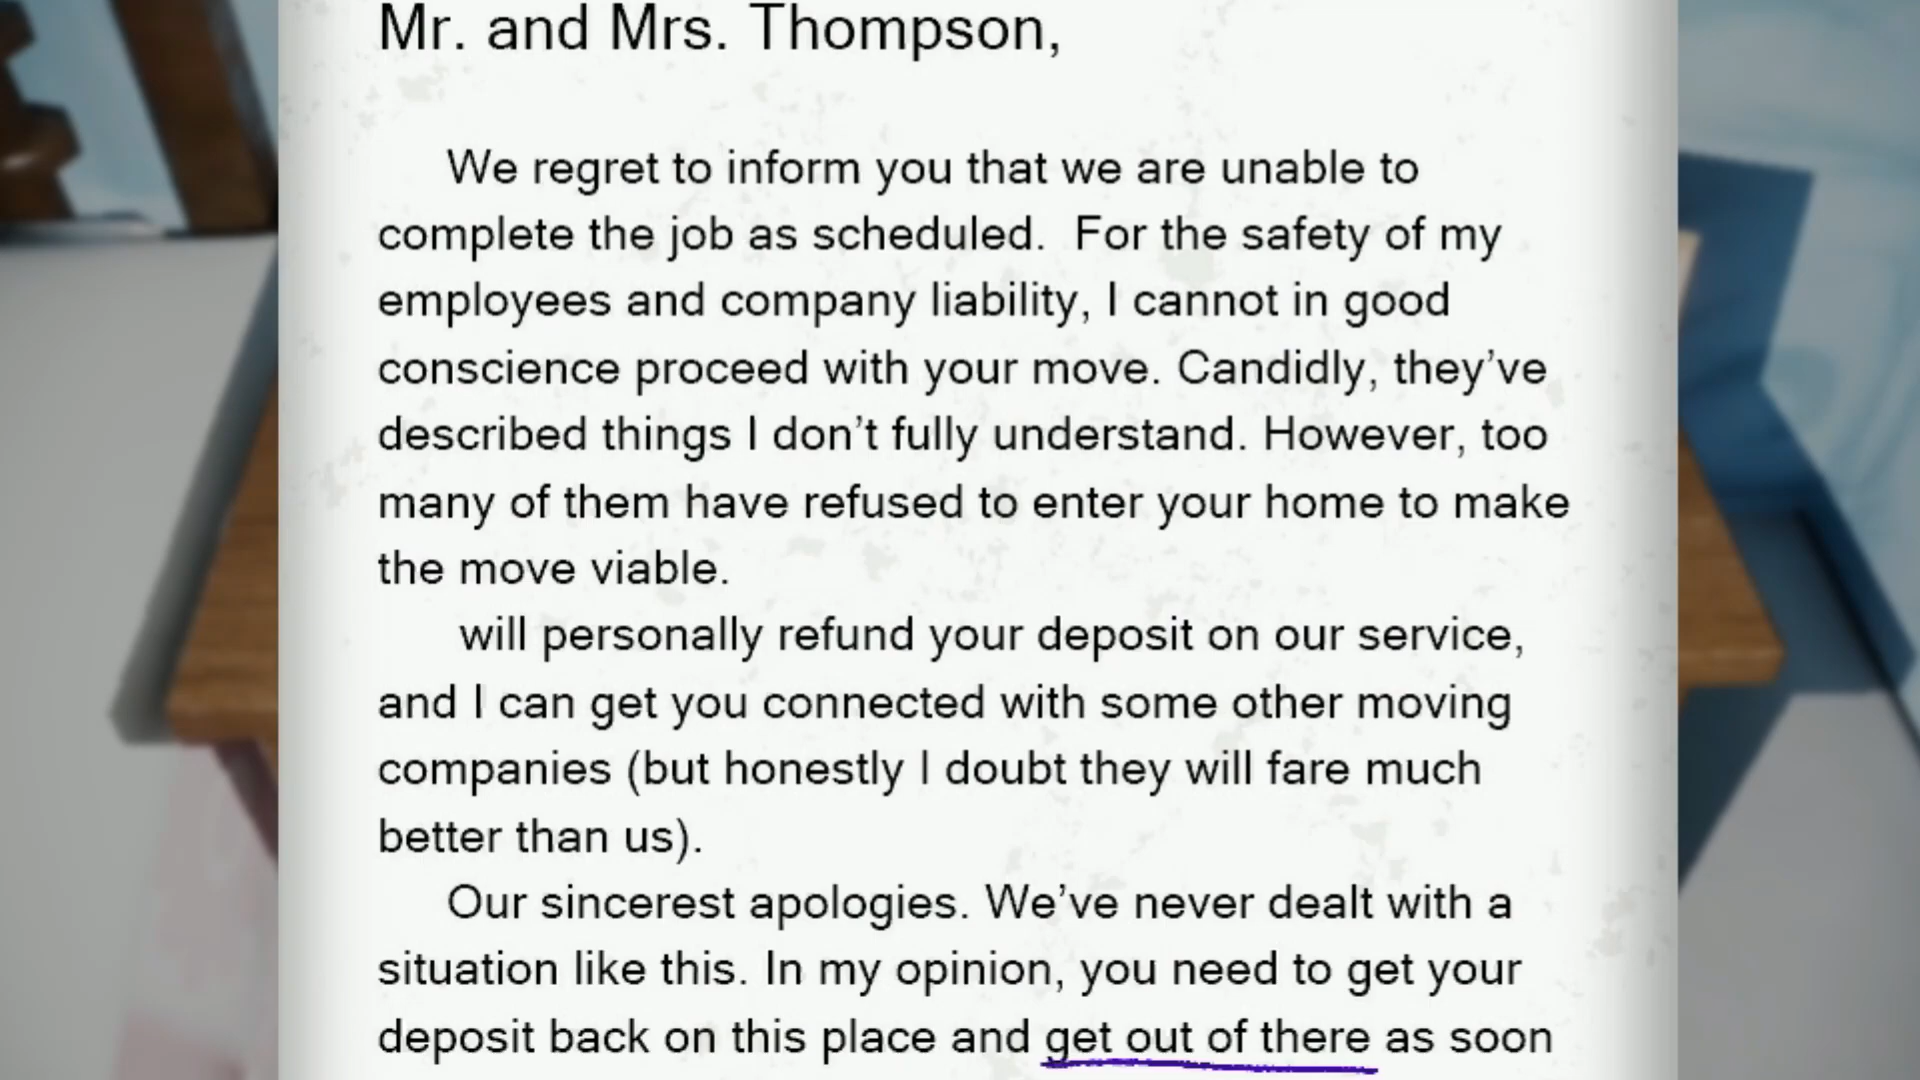 Mr. and Mrs. Thompson,
We regret to inform you that we are unable to
complete the job as scheduled.  For the safety of my
employees and company liability, I cannot in good
conscience proceed with your move. Candidly, they’ve
described things I don’t fully understand. However, too
many of them have refused to enter your home to make
the move viable.
will personally refund your deposit on our service,
and I can get you connected with some other moving
companies (but honestly I doubt they will fare much
better than us).
Our sincerest apologies. We’ve never dealt with a
situation like this. In my opinion, you need to get your
deposit back on this place and get out of there as soon